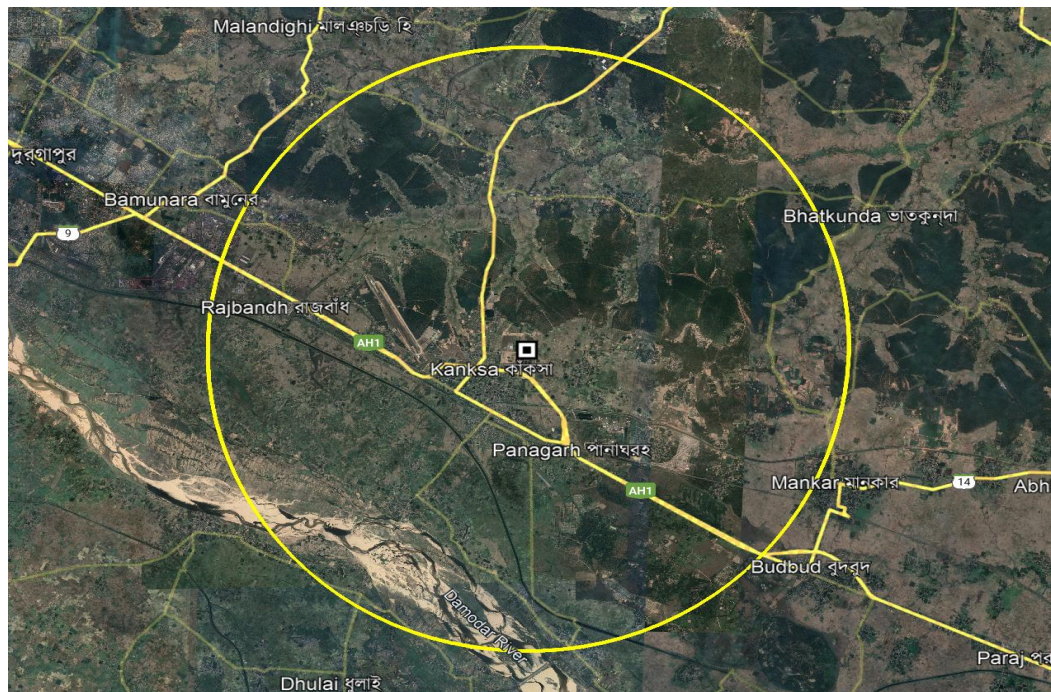 Malandighi মালঞ্চডি হি
দুর্গাপুর
Bamunara বামুনের
Bhatkunda ভাতকুন্দা
9
Rajbandh রাজবাঁধ
AH1
Kanksa কাঁকসা
Panagarh পানাঘরহ
Mankar মানকার
14
Abh
AH1
Budbud বুদবুদ
Damodar River
Paraj পর
Dhulai ধুলাই